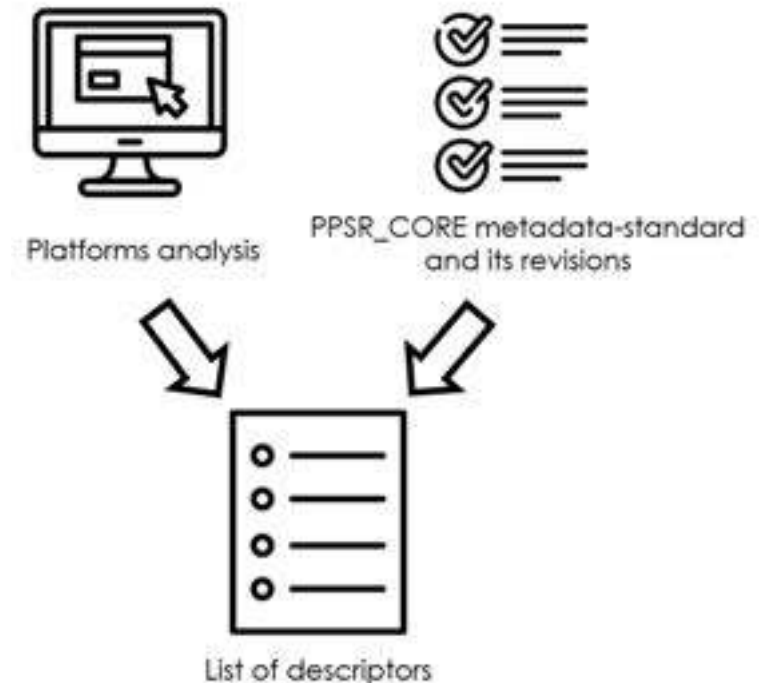 Platforms analysis
PPSR_CORE metadata-standard
and its revisions
List of descriptors